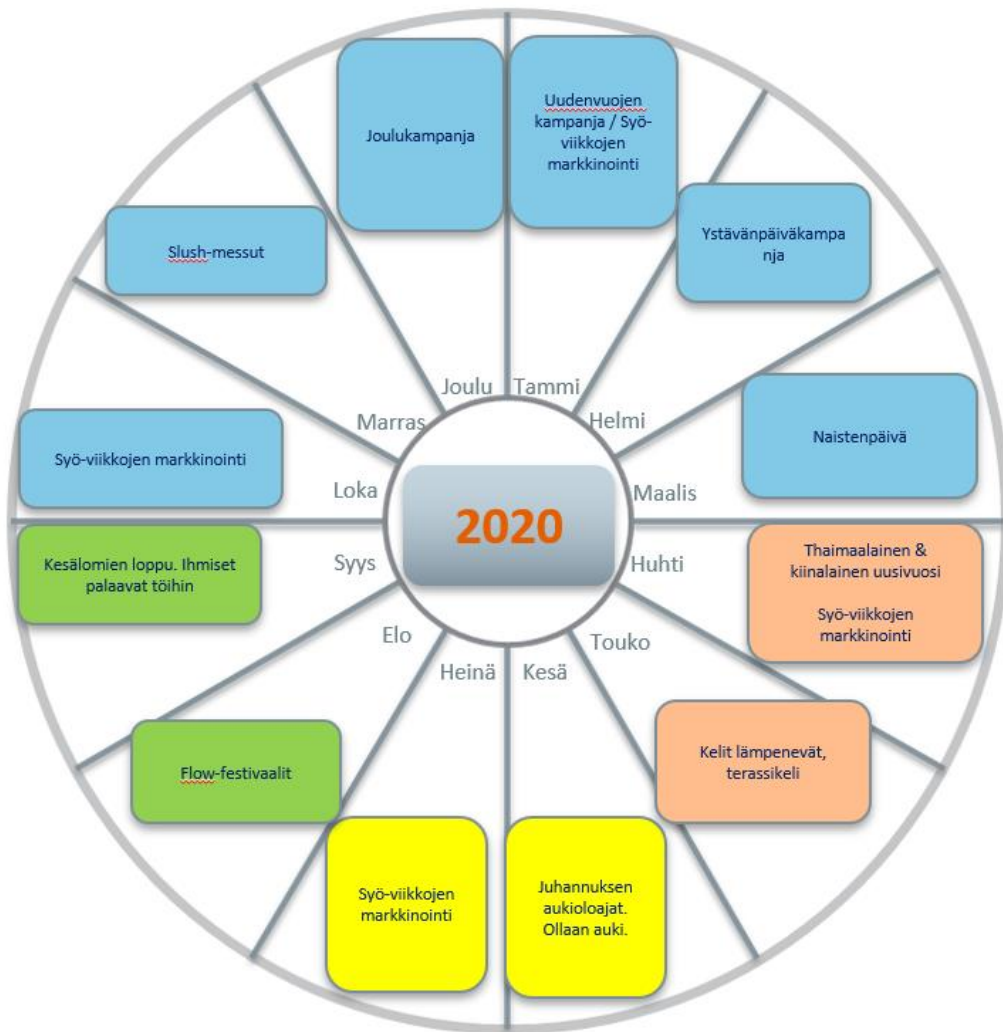 Joulukampanja
Uudenvuojen
kampanja / Syö-
viikkojen
markkinointi
Slush-messut
Ystävänpäiväkampa
nja
Joulu
Tammi
Marras
Helmi
Syö-viikkojen markkinointi
Naistenpäivä
Loka
Maalis
2020
Kesälomien loppu. Ihmiset
palaavat töihin
Syys
Huhti
Thaimaalainen &
kiinalainen uusivuosi
Syö-viikkojen
markkinointi
Elo
Touko
Heinä
Kesä
Flow-festivaalit
Kelit lämpenevät,
terassikeli
Syö-viikkojen
markkinointi
Juhannuksen
aukioloajat.
Ollaan auki.